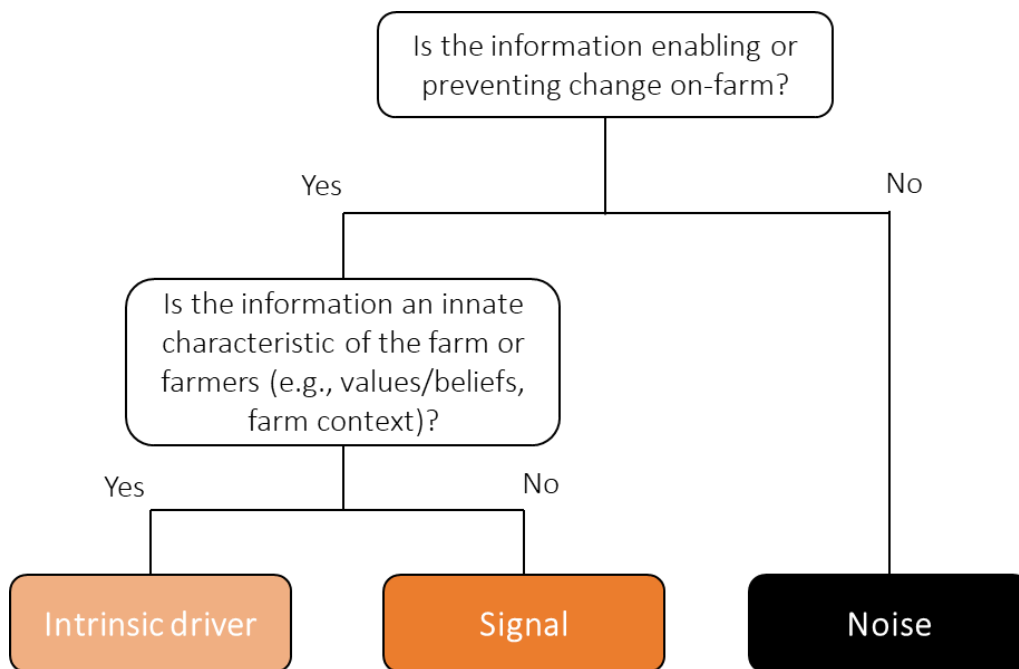 Is the information enabling or
preventing change on-farm?
Yes
No
Is the information an innate
characteristic of the farm or
farmers (e.g., values/beliefs,
farm context)?
Yes
No
Intrinsic driver
Signal
Noise